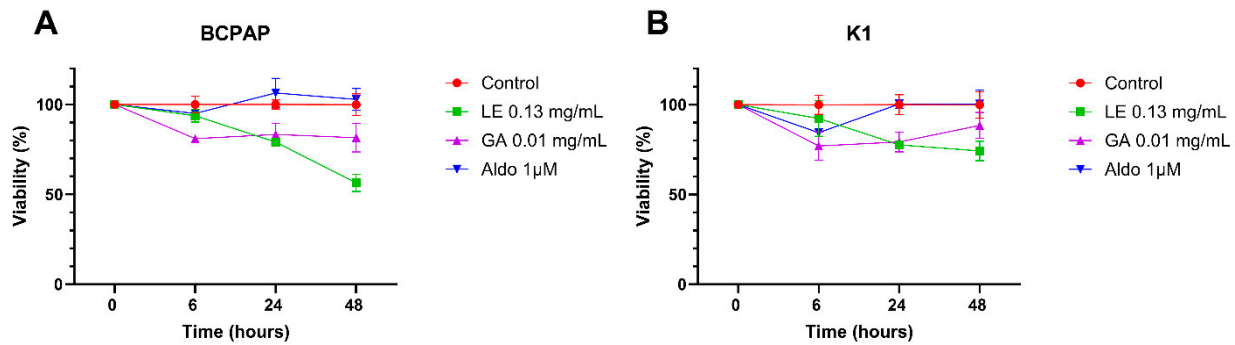 A
BCPAP
Viability (%)
100
50
0
0 6 24 48
Time (hours)
Control
LE 0.13 mg/mL
GA 0.01 mg/mL
Aldo 1µM
B
K1
Viability (%)
100
50
0
0 6 24 48
Time (hours)
Control
LE 0.13 mg/mL
GA 0.01 mg/mL
Aldo 1µM